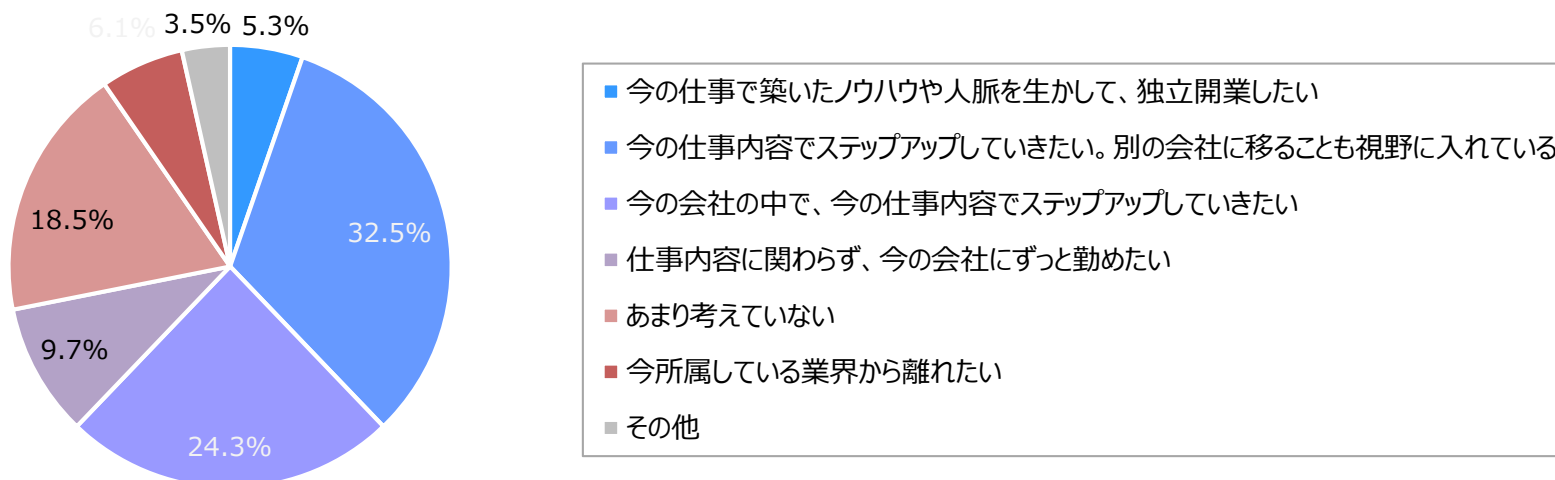 6.1% 3.5% 5.3%
32.5%
18.5%
9.7%
24.3%
今の仕事で築いたノウハウや人脈を生かして、独立開業したい
今の仕事内容でステップアップしていきたい。別の会社に移ることも視野に入れている
今の会社の中で、今の仕事内容でステップアップしていきたい
仕事内容に関わらず、今の会社にずっと勤めたい
あまり考えていない
今所属している業界から離れたい
その他